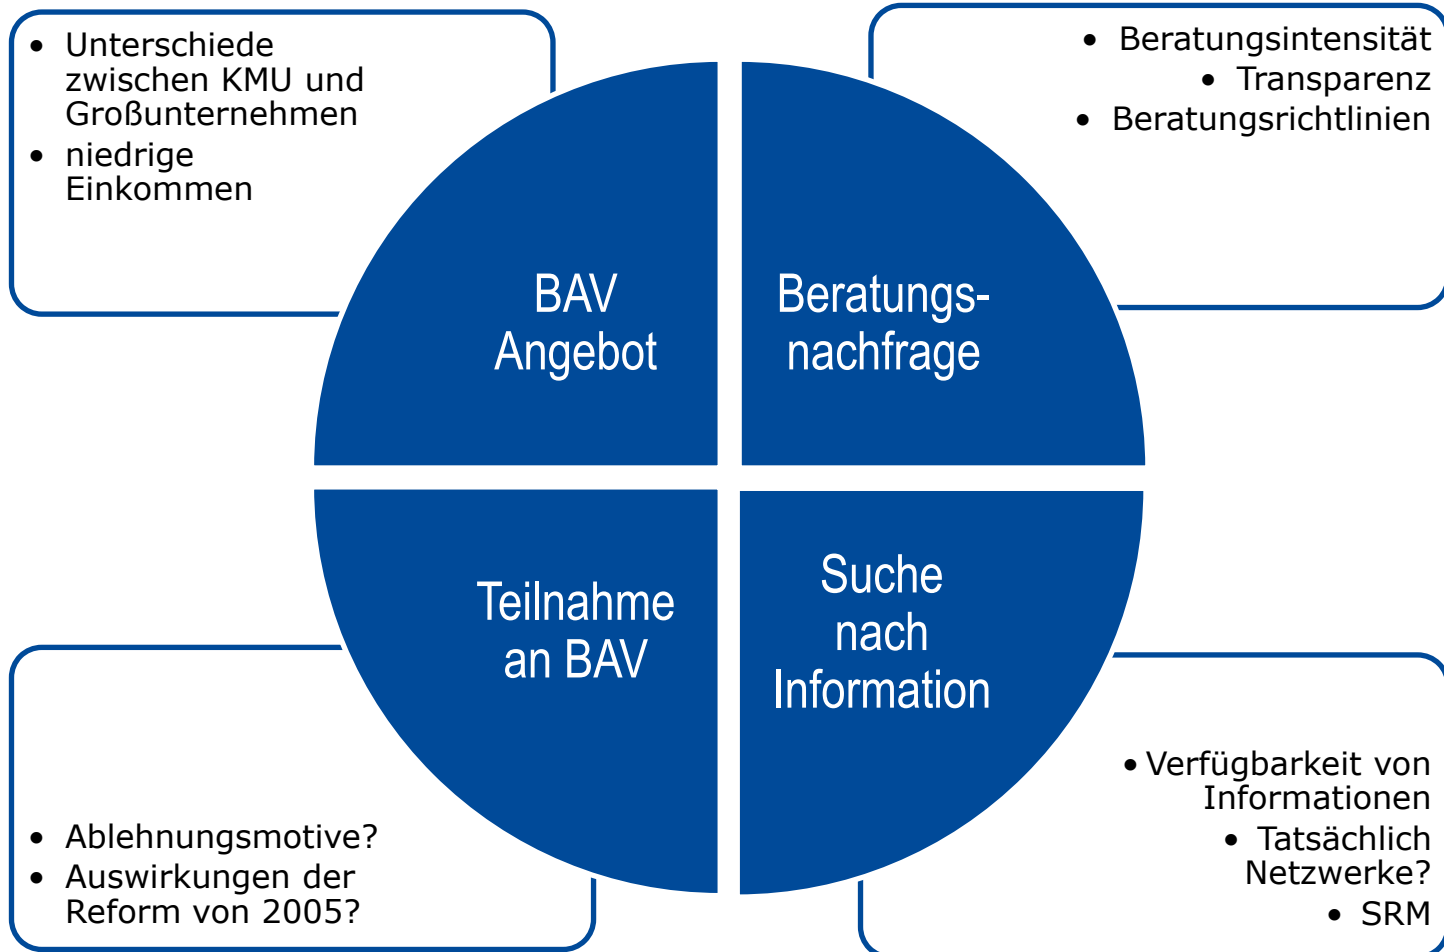 • Unterschiede
zwischen KMU und
Großunternehmen
• niedrige
Einkommen
• Beratungsintensität
• Transparenz
• Beratungsrichtlinien
BAV
Angebot
Beratungs-
nachfrage
Teilnahme
an BAV
Suche
nach
Information
• Ablehnungsmotive?
• Auswirkungen der
Reform von 2005?
• Verfügbarkeit von
Informationen
• Tatsächlich
Netzwerke?
• SRM